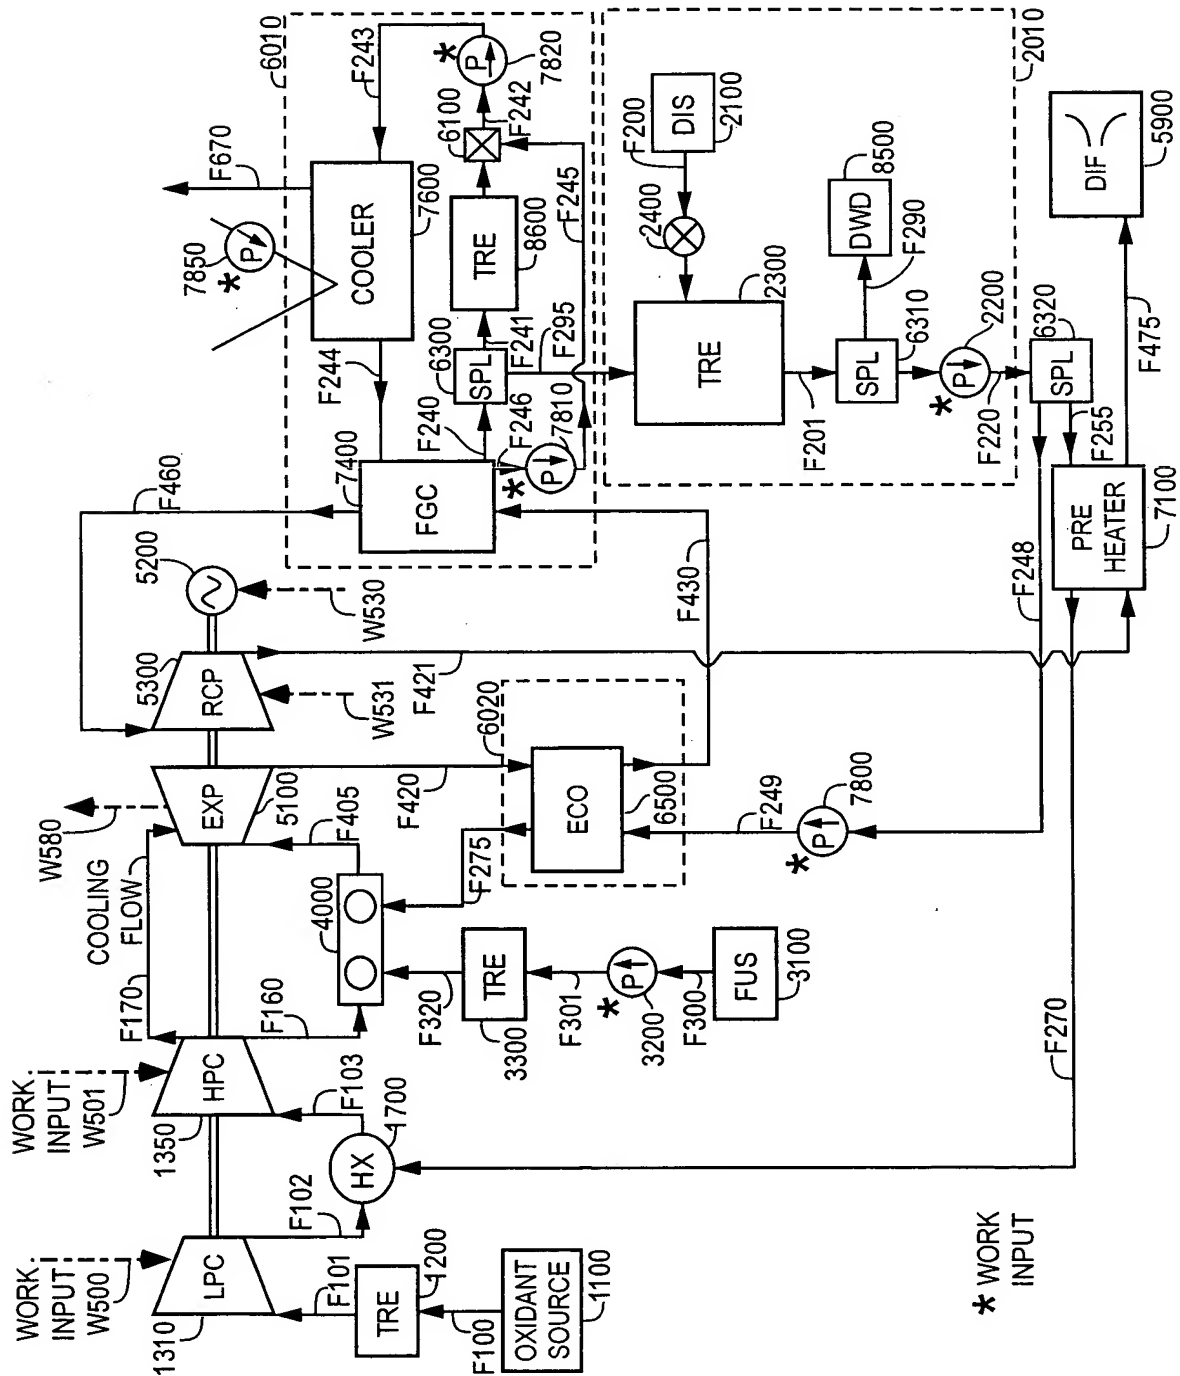 WORK
INPUT
W500
WORK
INPUT
W501
W580
COOLING
FLOW
F170
1310
LPC
1350
HPC
EXP
5100
5300
RCP
5200
W530
W531
F460
F670
7850
P
*
6010
F243
F101
F102
F103
F160
F405
F420
F421
TRE
1200
HX
1700
4000
F275
F320
6020
7400
FGC
F244
COOLER
7600
*
P
7820
F100
OXIDANT
SOURCE
1100
TRE
3300
F301
ECO
6500
F430
F240
6300
SPL
F241
TRE
8600
6100
F242
F246
*
P
7810
F295
F245
*
P
3200
F300
FUS
3100
F249
*
P
7800
TRE
2300
2400
F200
DIS
2100
F201
SPL
6310
DWD
8500
F290
*
P
2200
F220
2010
F248
SPL
6320
F255
F270
PRE
HEATER
7100
F475
DIF
5900
* WORK
INPUT